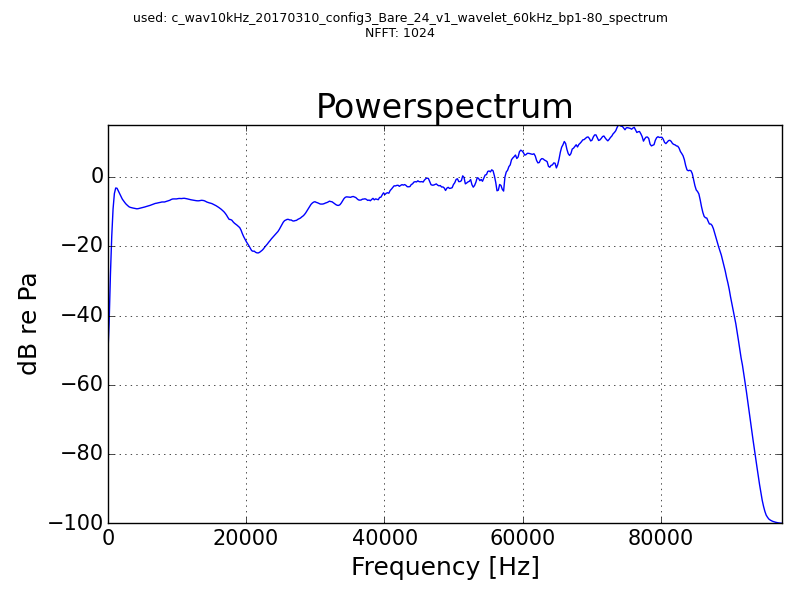 used: c_wav10kHz_20170310_config3_Bare_24_v1_wavelet_60kHz_bp1-80_spectrum
NFFT: 1024
Powerspectrum
0
−20
−40
−60
−80
−100
dB re Pa
0 20000 40000 60000 80000
Frequency [Hz]